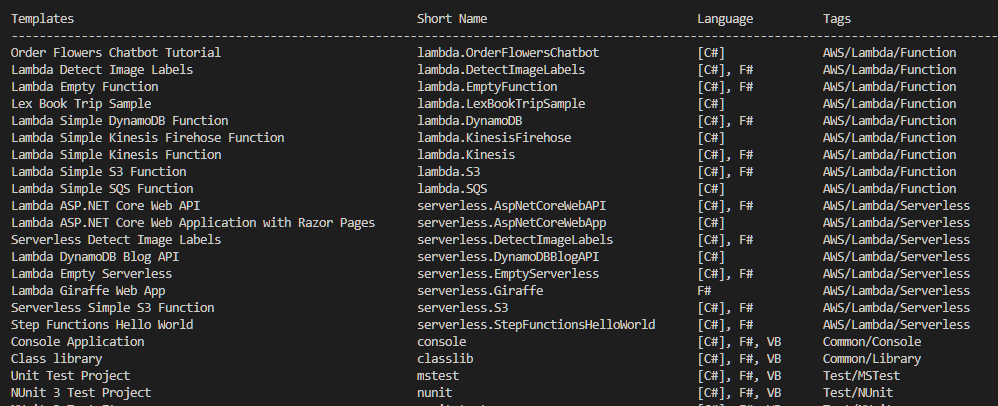 Templates Short Name Language Tags
----------------------------------------------------------------------------------------------------------------------------------------------
Order Flowers Chatbot Tutorial lambda.OrderFlowersChatbot [C#] AWS/Lambda/Function
Lambda Detect Image Labels lambda.DetectImageLabels [C#], F# AWS/Lambda/Function
Lambda Empty Function lambda.EmptyFunction [C#], F# AWS/Lambda/Function
Lex Book Trip Sample lambda.LexBookTripSample [C#] AWS/Lambda/Function
Lambda Simple DynamoDB Function lambda.DynamoDB [C#], F# AWS/Lambda/Function
Lambda Simple Kinesis Firehose Function lambda.KinesisFirehose [C#] AWS/Lambda/Function
Lambda Simple Kinesis Function lambda.Kinesis [C#], F# AWS/Lambda/Function
Lambda Simple S3 Function lambda.S3 [C#], F# AWS/Lambda/Function
Lambda Simple SQS Function lambda.SQS [C#] AWS/Lambda/Function
Lambda ASP.NET Core Web API serverless.AspNetCoreWebAPI [C#], F# AWS/Lambda/Serverless
Lambda ASP.NET Core Web Application with Razor Pages serverless.AspNetCoreWebApp [C#] AWS/Lambda/Serverless
Serverless Detect Image Labels serverless.DetectImageLabels [C#], F# AWS/Lambda/Serverless
Lambda DynamoDB Blog API serverless.DynamoDBBlogAPI [C#] AWS/Lambda/Serverless
Lambda Empty Serverless serverless.EmptyServerless [C#], F# AWS/Lambda/Serverless
Lambda Giraffe Web App serverless.Giraffe F# AWS/Lambda/Serverless
Serverless Simple S3 Function serverless.S3 [C#], F# AWS/Lambda/Serverless
Step Functions Hello World serverless.StepFunctionsHelloWorld [C#], F# AWS/Lambda/Serverless
Console Application console [C#], F#, VB Common/Console
Class library classlib [C#], F#, VB Common/Library
Unit Test Project mstest [C#], F#, VB Test/MSTest
NUnit 3 Test Project nunit [C#], F#, VB Test/NUnit